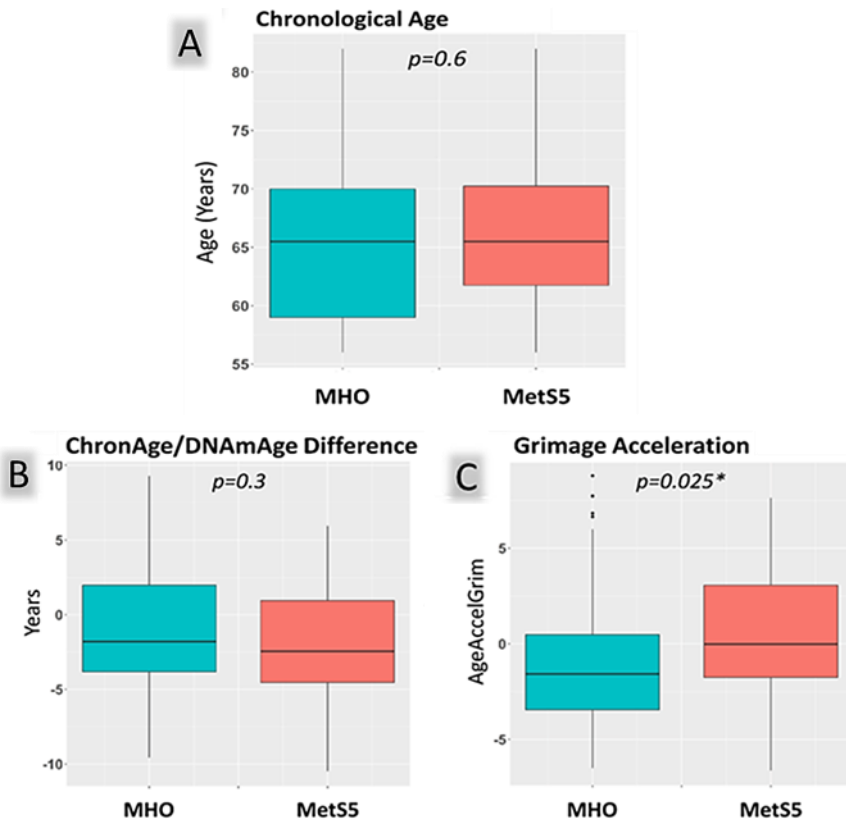 A
Chronological Age
p=0.6
Age (Years)
80
75
70
65
60
55
MHO MetS5
B
ChronAge/DNAmAge Difference
p=0.3
Years
10
5
0
-5
-10
MHO MetS5
C
Grimage Acceleration
p=0.025*
AgeAccelGrim
5
0
-5
MHO MetS5